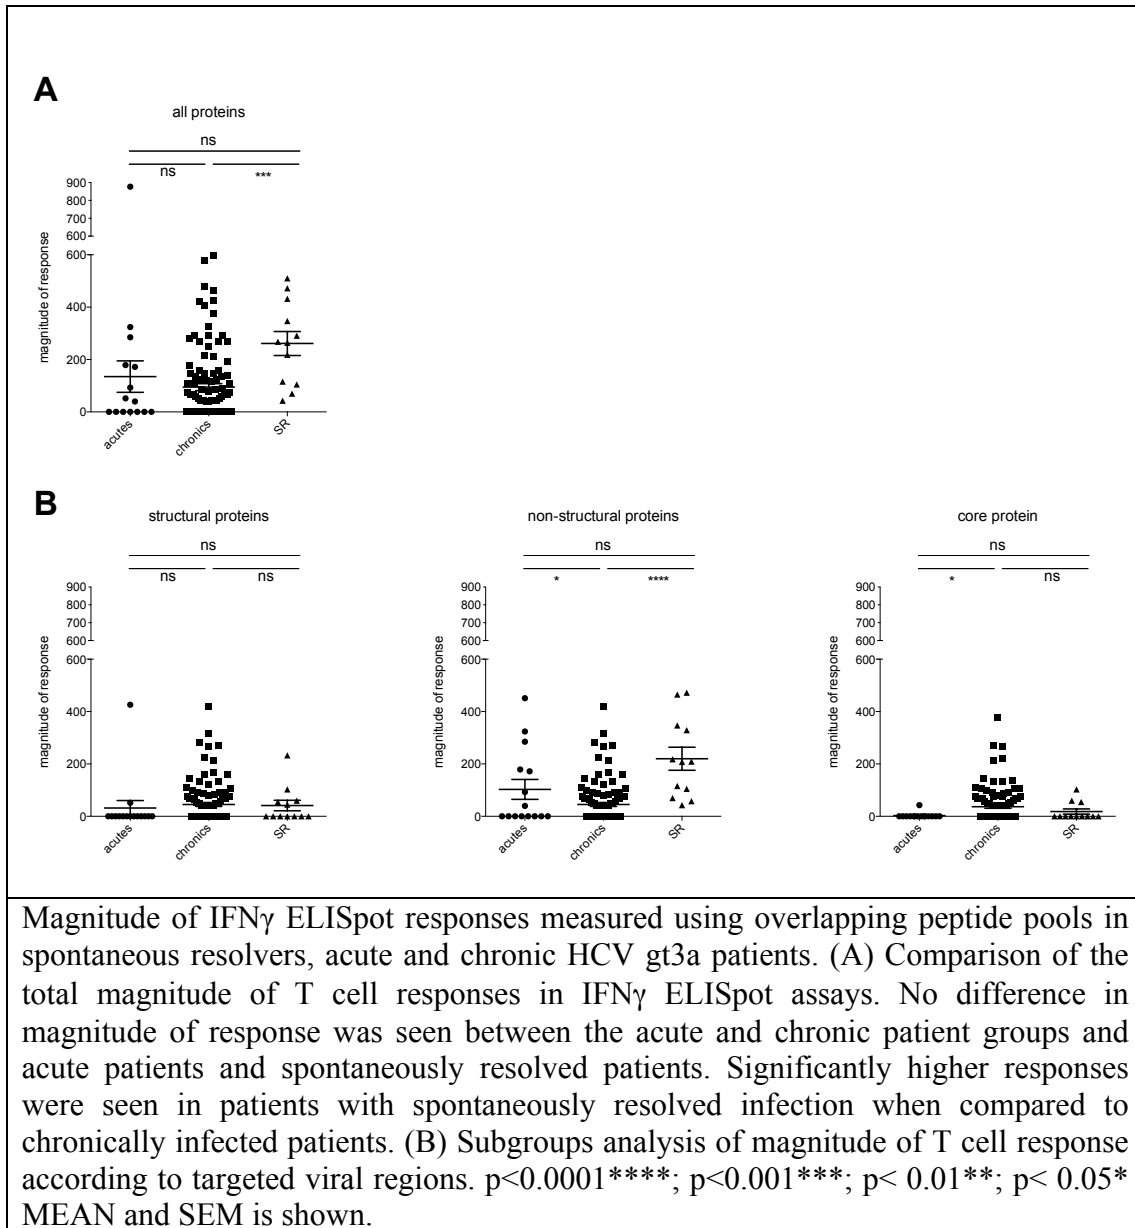 A
all proteins
ns
ns ***
magnitude of response
900
800
700
600
600
400
200
0
acutes chronics SR
B
structural proteins
ns
ns ns
magnitude of response
900
800
700
600
600
400
200
0
acutes chronics SR
non-structural proteins
ns
* ****
magnitude of response
900
800
700
600
600
400
200
0
acutes chronics SR
core protein
ns
* ns
magnitude of response
900
800
700
600
600
400
200
0
acutes chronics SR
Magnitude of IFNγ ELISpot responses measured using overlapping peptide pools in
spontaneous resolvers, acute and chronic HCV gt3a patients. (A) Comparison of the
total magnitude of T cell responses in IFNγ ELISpot assays. No difference in
magnitude of response was seen between the acute and chronic patient groups and
acute patients and spontaneously resolved patients. Significantly higher responses
were seen in patients with spontaneously resolved infection when compared to
chronically infected patients. (B) Subgroups analysis of magnitude of T cell response
according to targeted viral regions. p<0.0001****; p<0.001***; p< 0.01**; p< 0.05*
MEAN and SEM is shown.